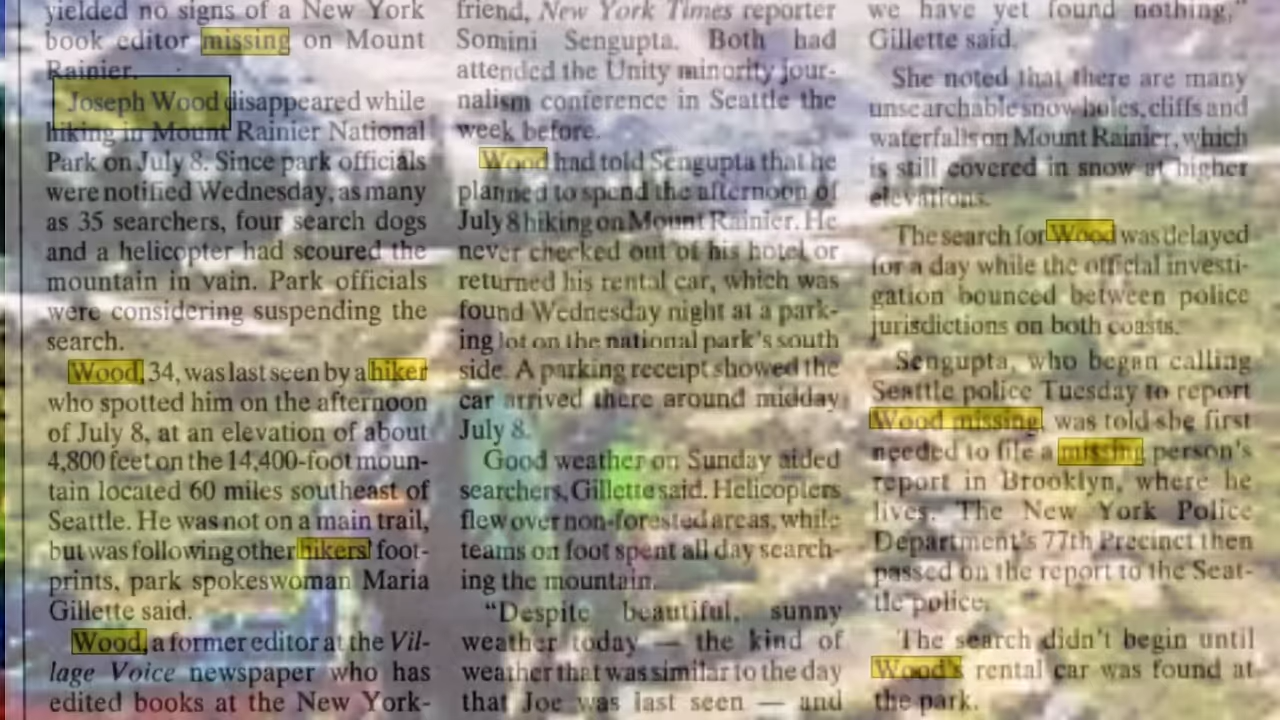 yielded no signs of a New York
book editor missing on Mount
Rainier.
Joseph Wood disappeared while
hiking in Mount Rainier National
Park on July 8. Since park officials
were notified Wednesday, as many
as 35 searchers, four search dogs
and a helicopter had scoured the
mountain in vain. Park officials
were considering suspending the
search.
Wood, 34, was last seen by a hiker
who spotted him on the afternoon
of July 8, at an elevation of about
4,800 feet on the 14,400-foot moun-
tain located 60 miles southeast of
Seattle. He was not on a main trail,
but was following other hikers' foot-
prints, park spokeswoman Maria
Gillette said.
Wood, a former editor at the Vil-
lage Voice newspaper who has
edited books at the New York-
friend, New York Times reporter
Somini Sengupta. Both had
attended the Unity minority jour-
nalism conference in Seattle the
week before.
Wood had told Sengupta that he
planned to spend the afternoon of
July 8 hiking on Mount Rainier. He
never checked out of his hotel or
returned his rental car, which was
found Wednesday night at a park-
ing lot on the national park's south
side. A parking receipt showed the
car arrived there around midday
July 8.
Good weather on Sunday aided
searchers, Gillette said. Helicopters
flew over non-forested areas, while
teams on foot spent all day search-
ing the mountain.
"Despite beautiful, sunny
weather today — the kind of
weather that was similar to the day
that Joe was last seen — and
we have yet found nothing,"
Gillette said.
She noted that there are many
unsearchable snow holes, cliffs and
waterfalls on Mount Rainier, which
is still covered in snow at higher
elevations.
The search for Wood was delayed
for a day while the official investi-
gation bounced between police
jurisdictions on both coasts.
Sengupta, who began calling
Seattle police Tuesday to report
Wood missing, was told she first
needed to file a missing person's
report in Brooklyn, where he
lives. The New York Police
Department's 77th Precinct then
passed on the report to the Seat-
tle police.
The search didn't begin until
Wood's rental car was found at
the park.